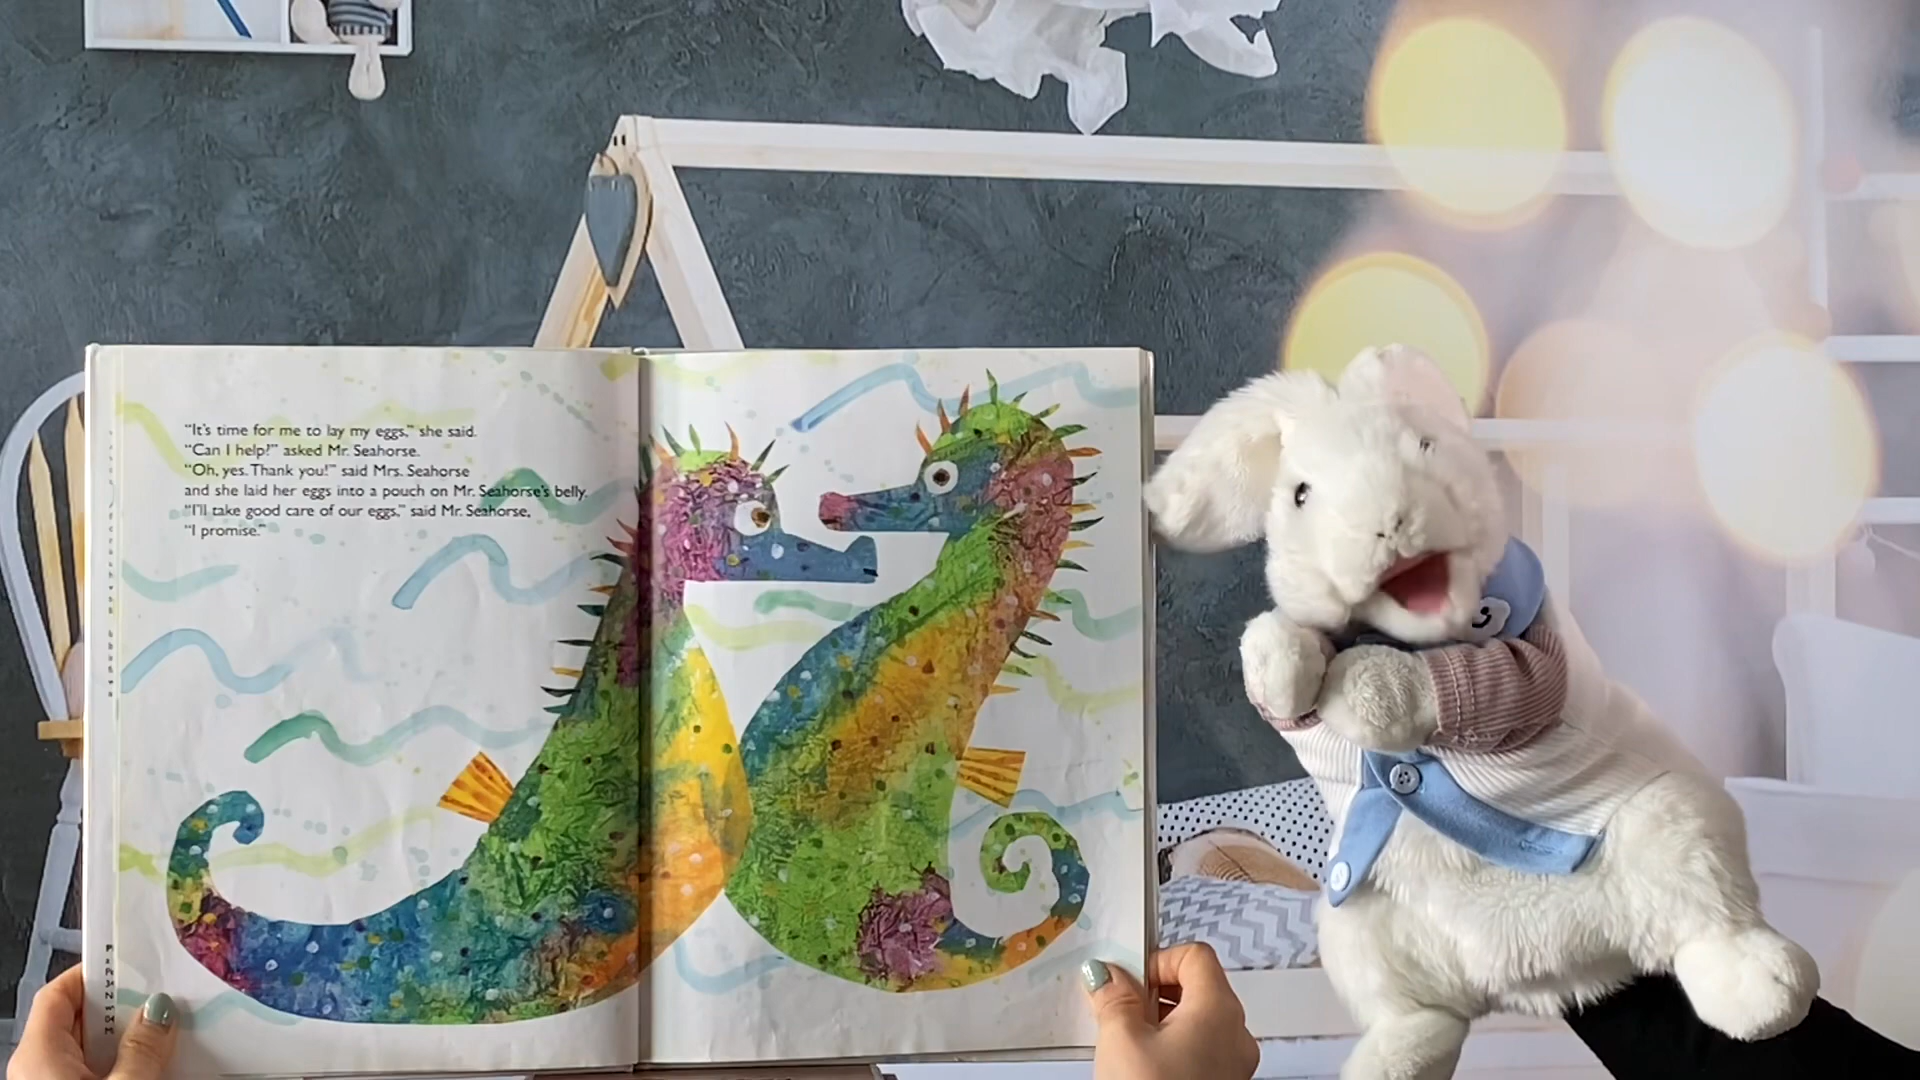 “It’s time for me to lay my eggs,” she said.
“Can I help?” asked Mr. Seahorse.
“Oh, yes. Thank you!” said Mrs. Seahorse
and she laid her eggs into a pouch on Mr. Seahorse’s belly.
“I’ll take good care of our eggs,” said Mr. Seahorse,
“I promise.”